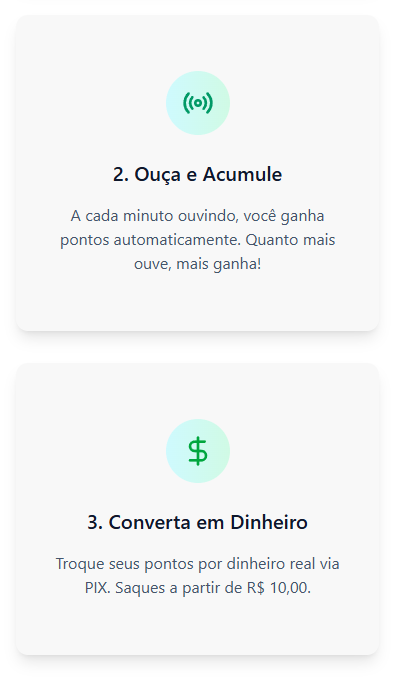 2. Ouça e Acumule
A cada minuto ouvindo, você ganha
pontos automaticamente. Quanto mais
ouve, mais ganha!
3. Converta em Dinheiro
Troque seus pontos por dinheiro real via
PIX. Saques a partir de R$ 10,00.